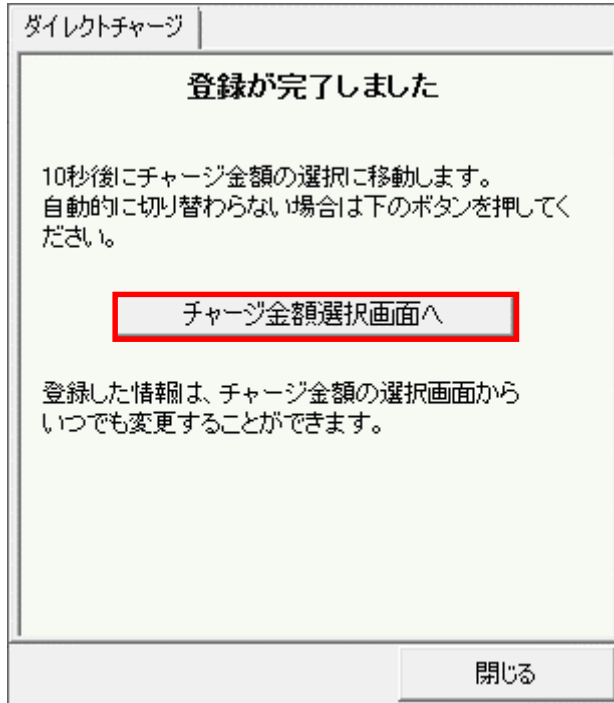 ダイレクトチャージ
登録が完了しました
10秒後にチャージ金額の選択に移動します。
自動的に切り替わらない場合は下のボタンを押してく
ださい。
チャージ金額選択画面へ
登録した情報は、チャージ金額の選択画面から
いつでも変更することができます。
閉じる